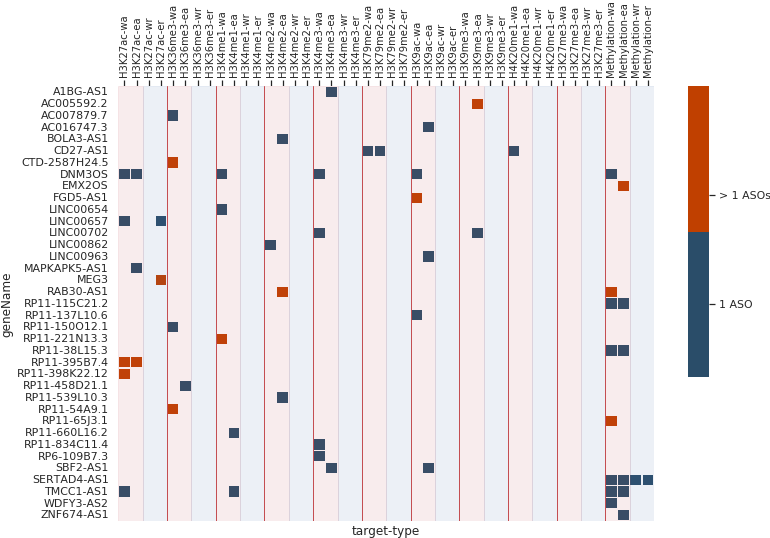 H3K27ac-wa
H3K27ac-ea
H3K27ac-wr
H3K27ac-er
H3K36me3-wa
H3K36me3-ea
H3K36me3-wr
H3K36me3-er
H3K4me1-wa
H3K4me1-ea
H3K4me1-wr
H3K4me1-er
H3K4me2-wa
H3K4me2-ea
H3K4me2-wr
H3K4me2-er
H3K4me3-wa
H3K4me3-ea
H3K4me3-wr
H3K4me3-er
H3K79me2-wa
H3K79me2-ea
H3K79me2-wr
H3K79me2-er
H3K9ac-wa
H3K9ac-ea
H3K9ac-wr
H3K9ac-er
H3K9me3-wa
H3K9me3-ea
H3K9me3-wr
H3K9me3-er
H4K20me1-wa
H4K20me1-ea
H4K20me1-wr
H4K20me1-er
H3K27me3-wa
H3K27me3-ea
H3K27me3-wr
H3K27me3-er
Methylation-wa
Methylation-ea
Methylation-wr
Methylation-er
geneName
A1BG-AS1
AC005592.2
AC007879.7
AC016747.3
BOLA3-AS1
CD27-AS1
CTD-2587H24.5
DNM3OS
EMX2OS
FGD5-AS1
LINC00654
LINC00657
LINC00702
LINC00862
LINC00963
MAPKAPK5-AS1
MEG3
RAB30-AS1
RP11-115C21.2
RP11-137L10.6
RP11-150O12.1
RP11-221N13.3
RP11-38L15.3
RP11-395B7.4
RP11-398K22.12
RP11-458D21.1
RP11-539L10.3
RP11-54A9.1
RP11-65J3.1
RP11-660L16.2
RP11-834C11.4
RP6-109B7.3
SBF2-AS1
SERTAD4-AS1
TMCC1-AS1
WDFY3-AS2
ZNF674-AS1
target-type
> 1 ASOs
1 ASO